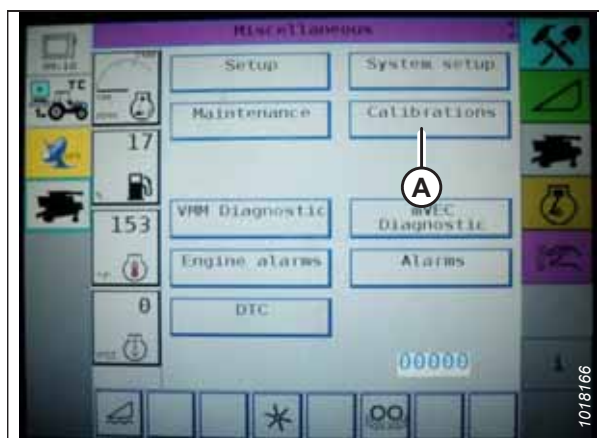 Miscellaneous
TC
Setup
System setup
Maintenance
Calibrations
17
A
153
VMM Diagnostic
mVEC
Diagnostic
Engine alarms
Alarms
0
DTC
00000
i
1018166